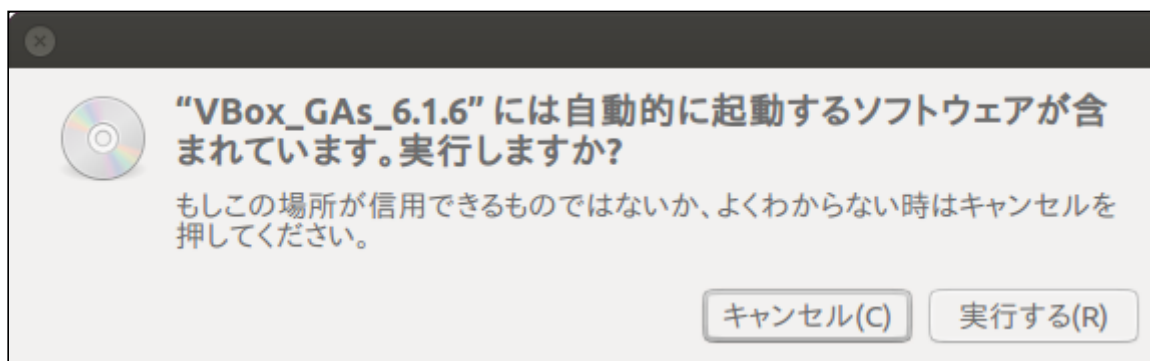 “VBox_GAs_6.1.6” には自動的に起動するソフトウェアが含
まれています。実行しますか?
もしこの場所が信用できるものではないか、よくわからない時はキャンセルを
押してください。
キャンセル(C) 実行する(R)